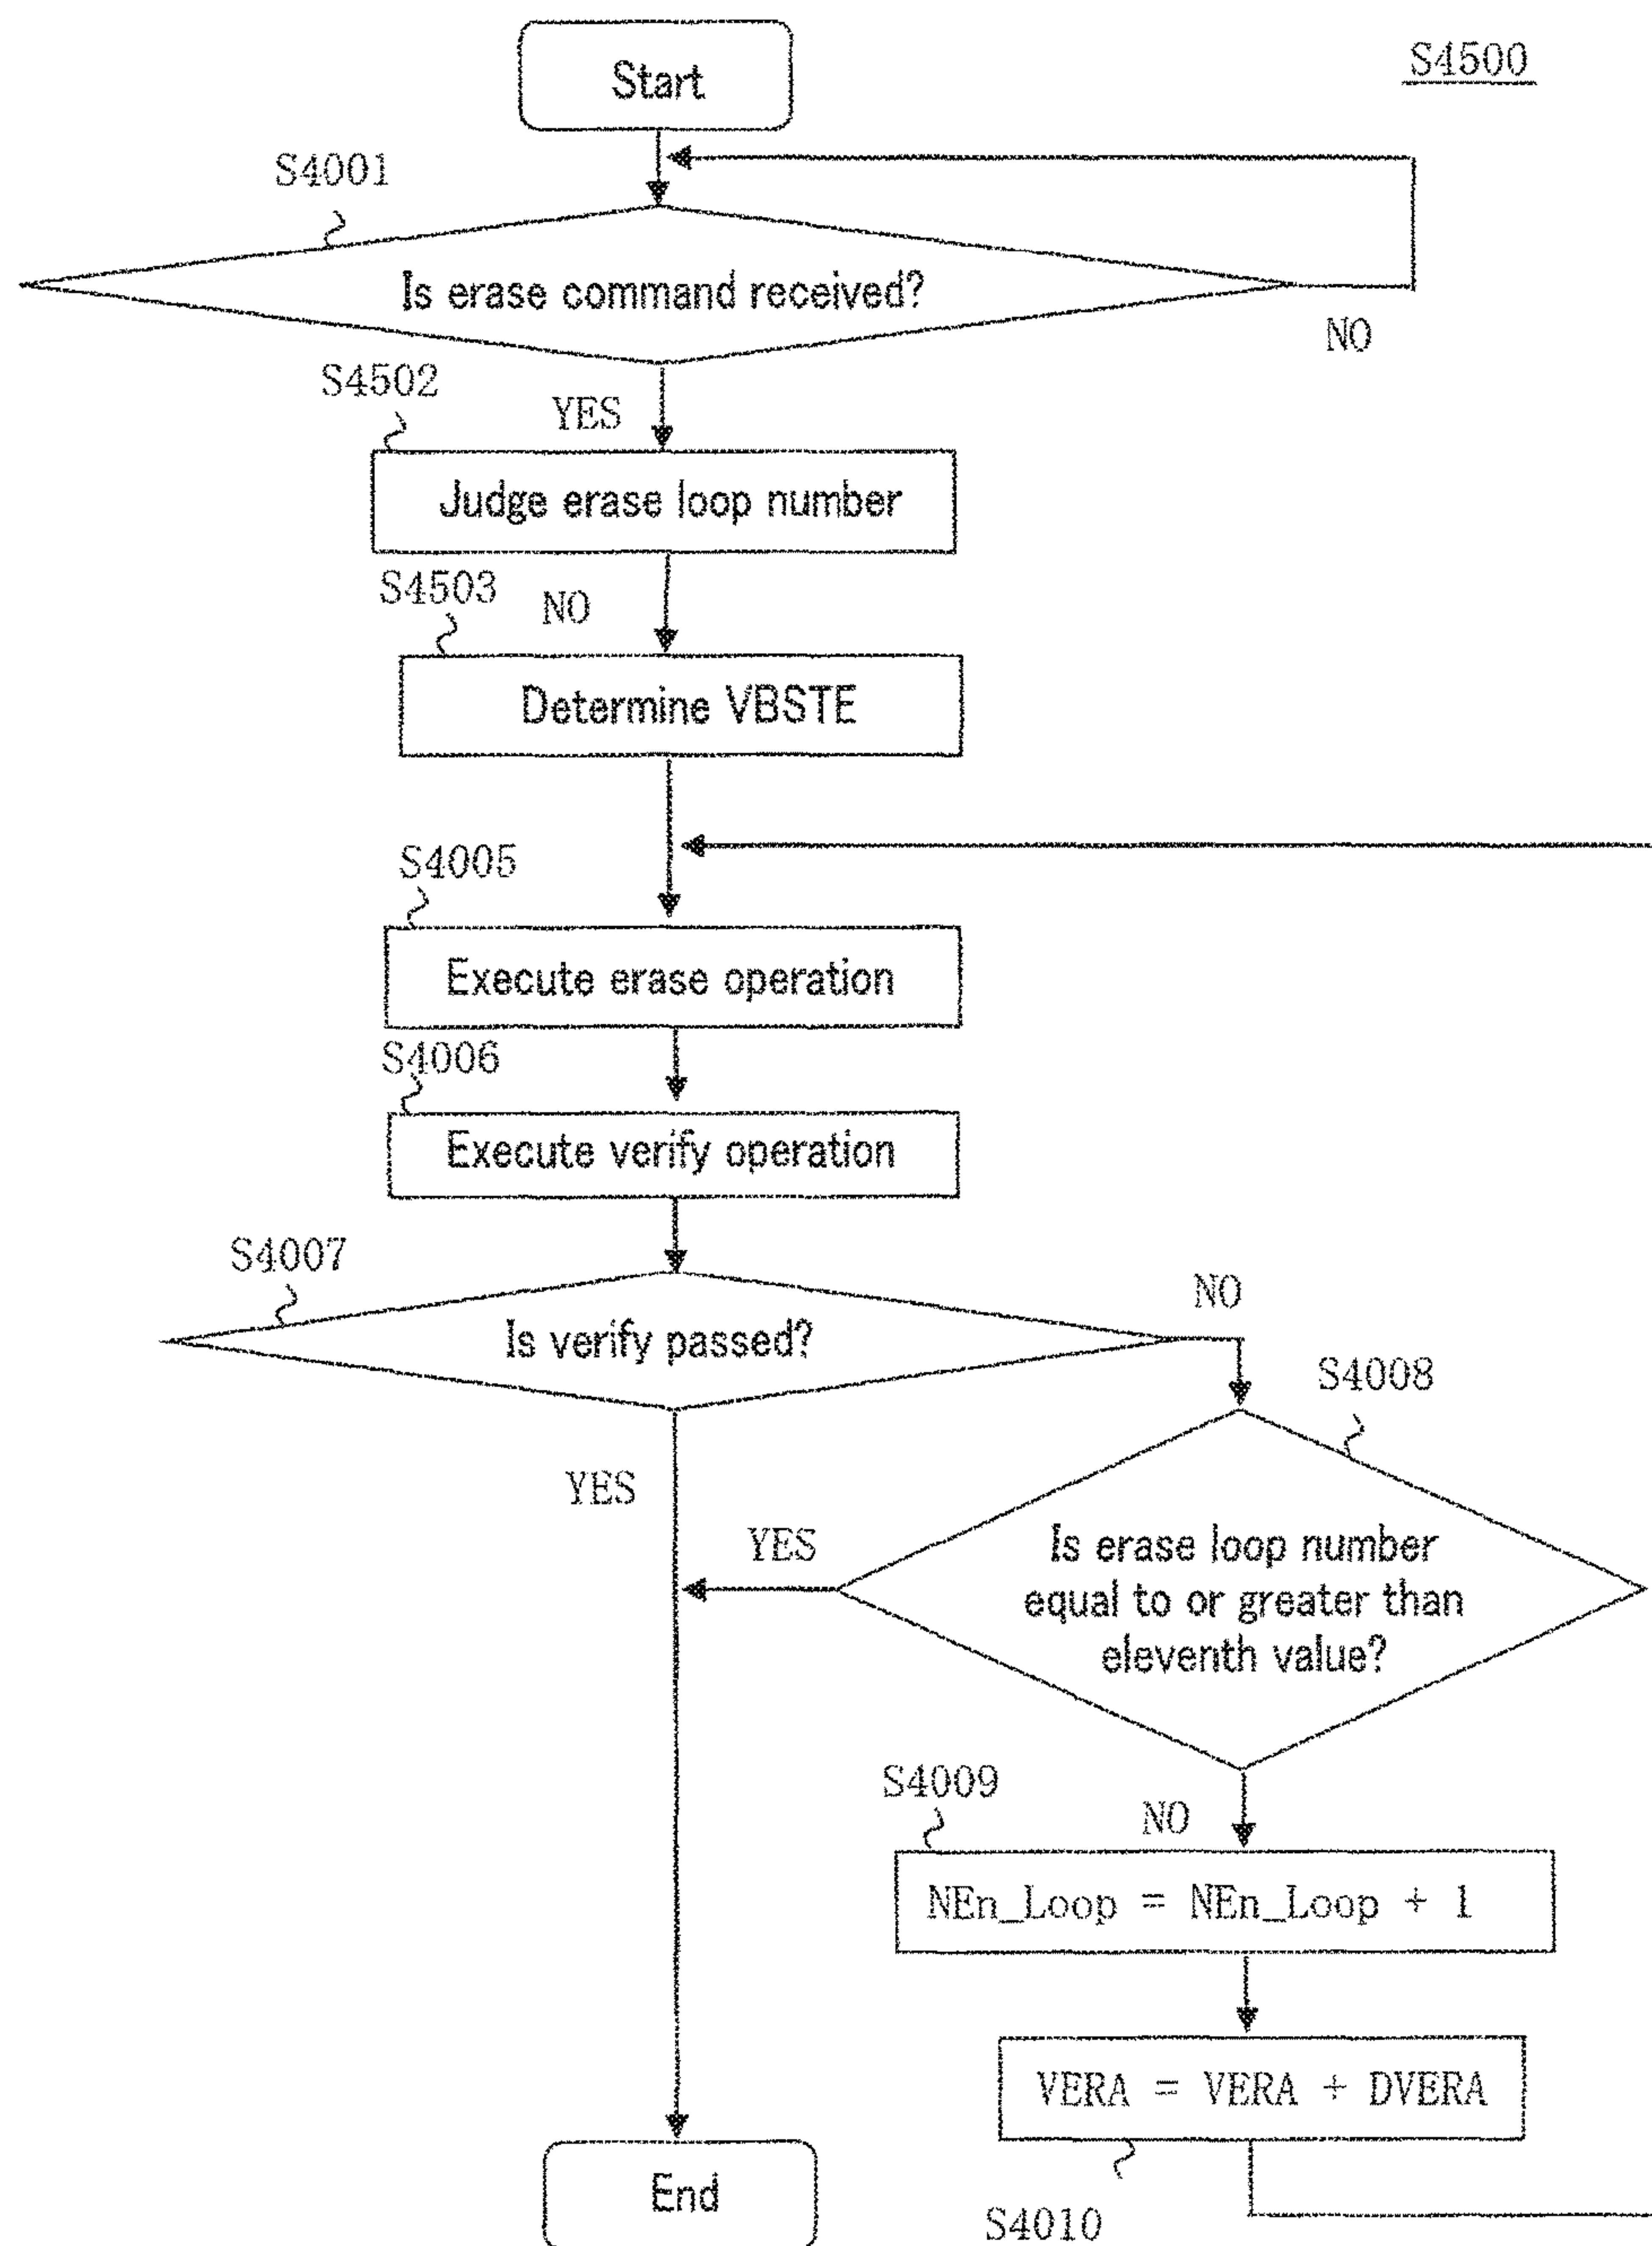 S4500
Start
S4001
Is erase command received?
NO
S4502
YES
Judge erase loop number
S4503
NO
Determine VBSTE
S4005
Execute erase operation
S4006
Execute verify operation
S4007
NO
Is verify passed?
S4008
YES
YES
Is erase loop number
equal to or greater than
eleventh value?
S4009
NO
NEn_Loop = NEn_Loop + 1
VERA = VERA + DVERA
End
S4010